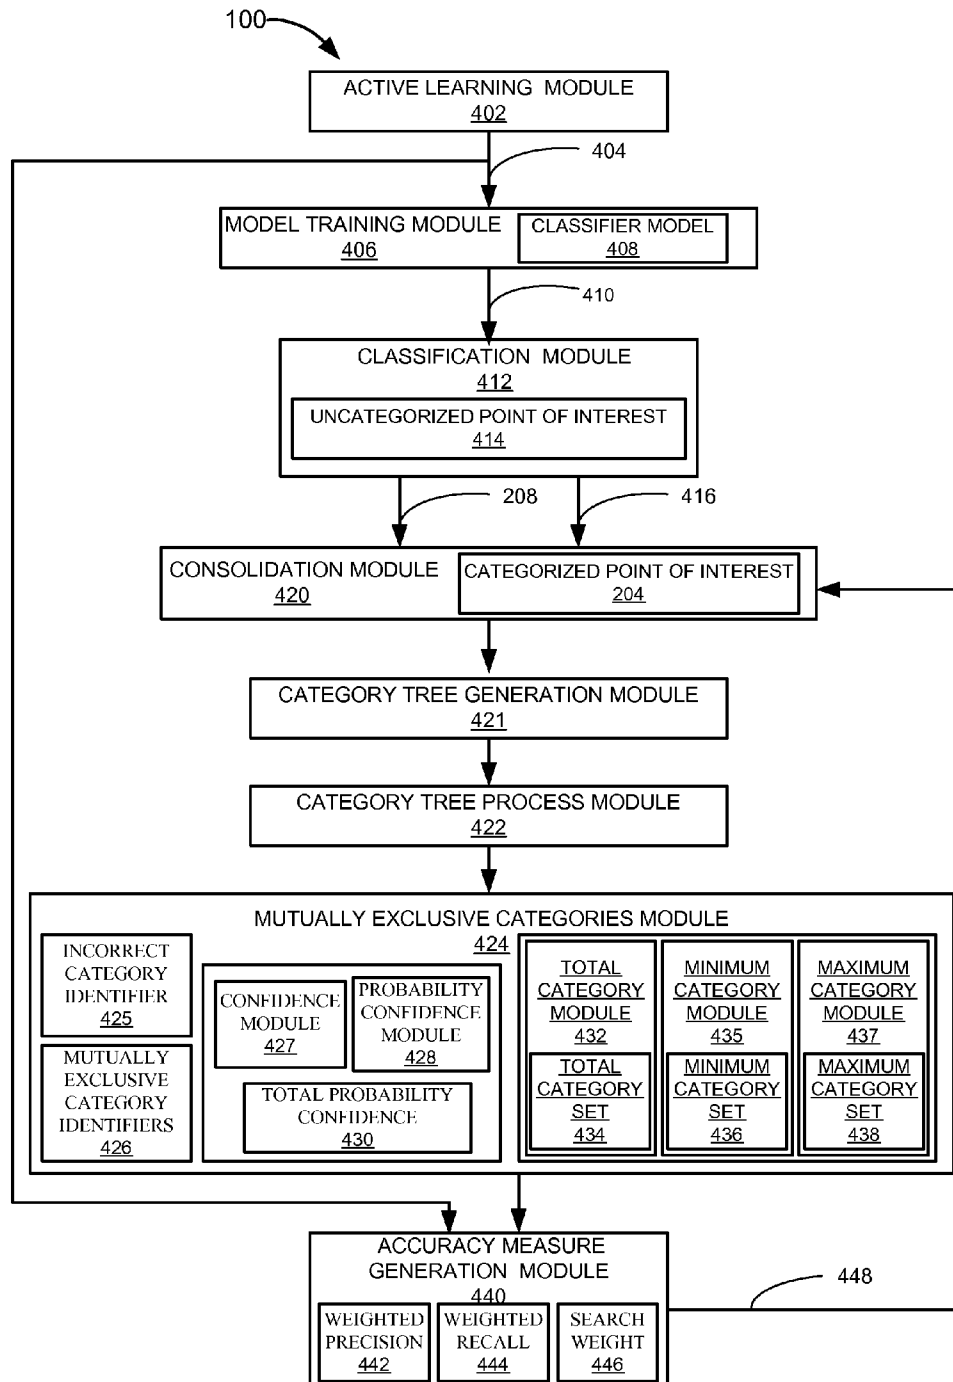 100
ACTIVE LEARNING MODULE
402
404
MODEL TRAINING MODULE
406
CLASSIFIER MODEL
408
410
CLASSIFICATION MODULE
412
UNCATEGORIZED POINT OF INTEREST
414
208
416
CONSOLIDATION MODULE
420
CATEGORIZED POINT OF INTEREST
204
CATEGORY TREE GENERATION MODULE
421
CATEGORY TREE PROCESS MODULE
422
MUTUALLY EXCLUSIVE CATEGORIES MODULE
424
INCORRECT
CATEGORY
IDENTIFIER
425
MUTUALLY
EXCLUSIVE
CATEGORY
IDENTIFIERS
426
CONFIDENCE
MODULE
427
PROBABILITY
CONFIDENCE
MODULE
428
TOTAL PROBABILITY
CONFIDENCE
430
TOTAL
CATEGORY
MODULE
432
TOTAL
CATEGORY
SET
434
MINIMUM
CATEGORY
MODULE
435
MINIMUM
CATEGORY
SET
436
MAXIMUM
CATEGORY
MODULE
437
MAXIMUM
CATEGORY
SET
438
ACCURACY MEASURE
GENERATION MODULE
440
WEIGHTED
PRECISION
442
WEIGHTED
RECALL
444
SEARCH
WEIGHT
446
448